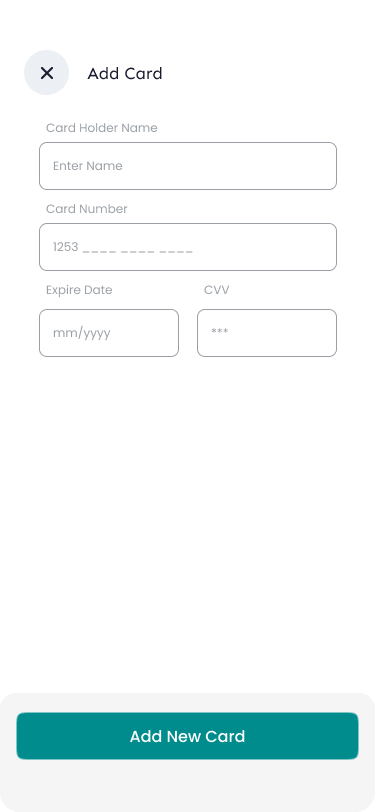 Add Card
Card Holder Name
Enter Name
Card Number
1253 ____ ____ ____
Expire Date CVV
mm/yyyy ***
Add New Card